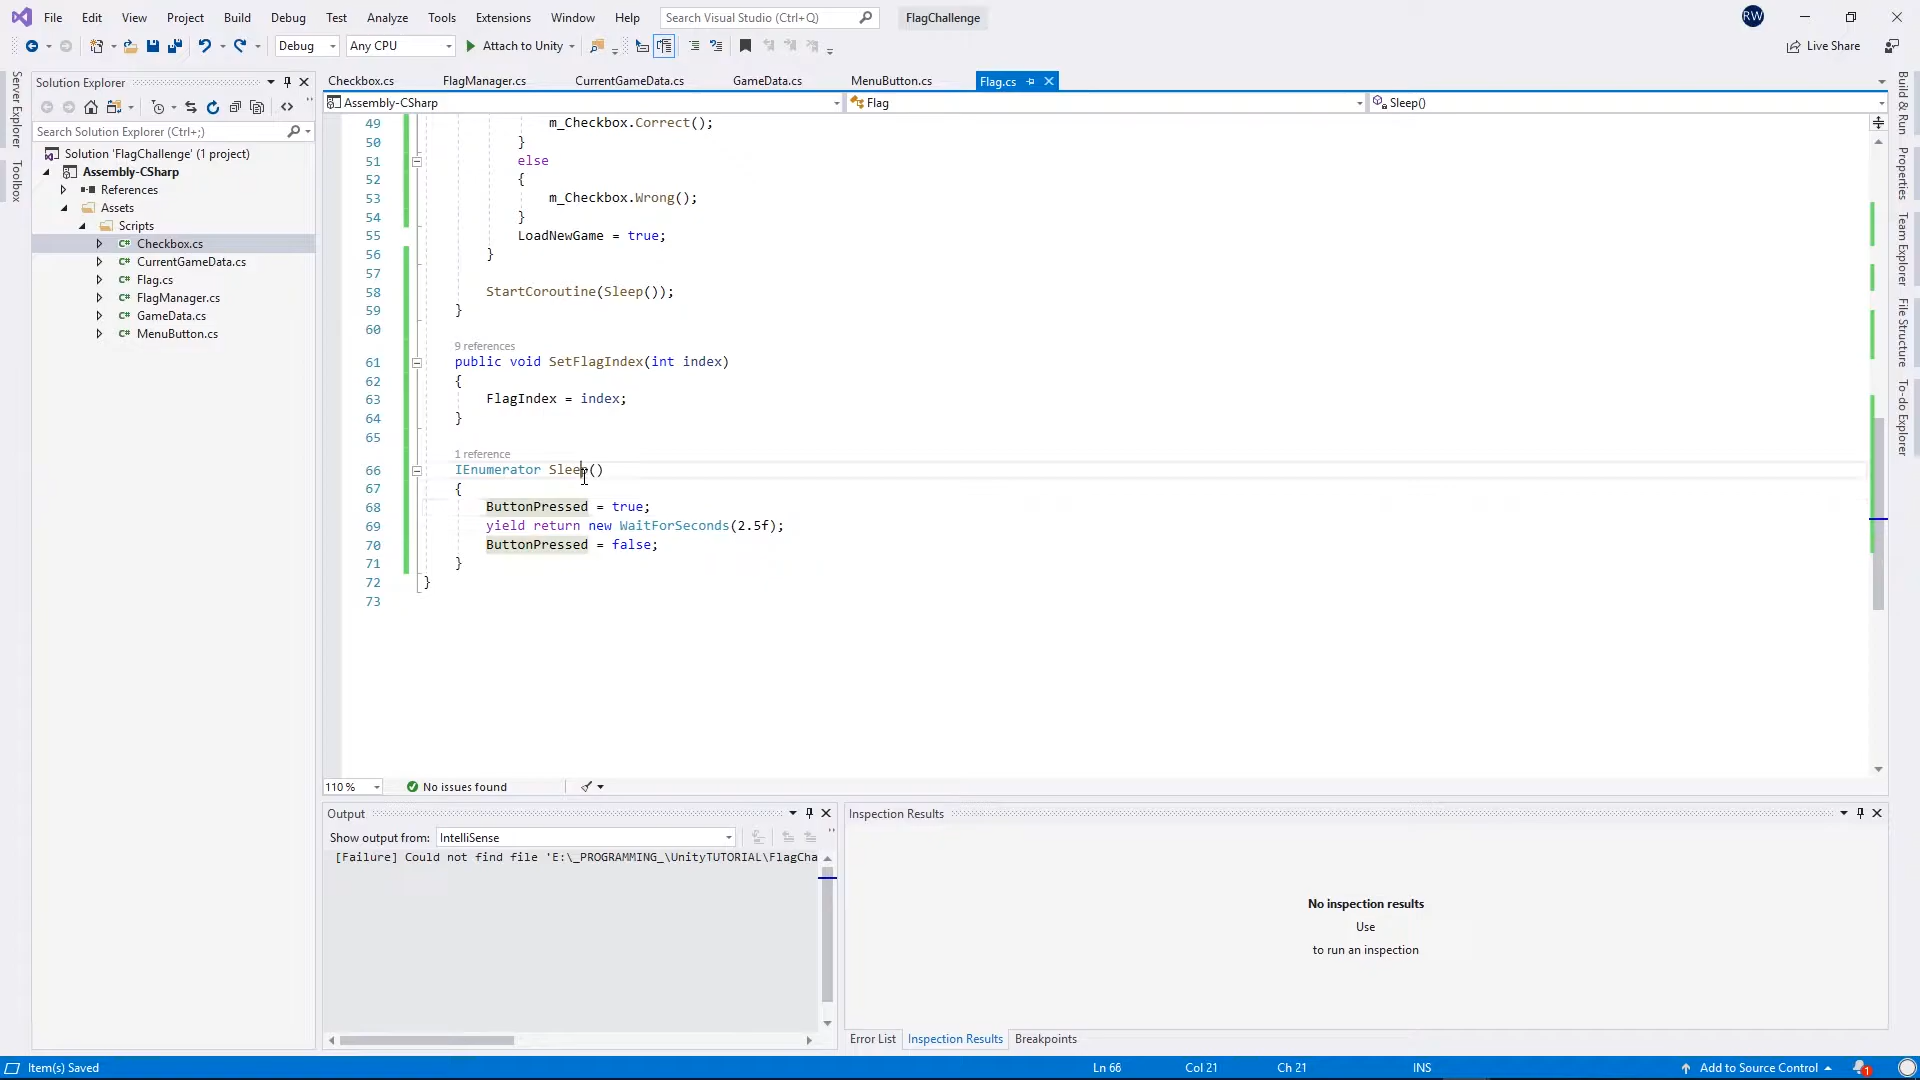 File Edit View Project Build Debug Test Analyze Tools Extensions Window Help Search Visual Studio (Ctrl+Q) FlagChallenge RW
Debug Any CPU Attach to Unity Live Share
Server Explorer
Toolbox
Solution Explorer
Search Solution Explorer (Ctrl+;)
Solution 'FlagChallenge' (1 project)
Assembly-CSharp
References
Assets
Scripts
C# Checkbox.cs
C# CurrentGameData.cs
C# Flag.cs
C# FlagManager.cs
C# GameData.cs
C# MenuButton.cs
Checkbox.cs FlagManager.cs CurrentGameData.cs GameData.cs MenuButton.cs Flag.cs
Assembly-CSharp Flag Sleep()
49 m_Checkbox.Correct();
50 }
51 else
52 {
53 m_Checkbox.Wrong();
54 }
55 LoadNewGame = true;
56 }
57
58 StartCoroutine(Sleep());
59 }
60
9 references
61 public void SetFlagIndex(int index)
62 {
63 FlagIndex = index;
64 }
65
1 reference
66 IEnumerator Sleep()
67 {
68 ButtonPressed = true;
69 yield return new WaitForSeconds(2.5f);
70 ButtonPressed = false;
71 }
72 }
73
110 % No issues found
Output
Show output from: IntelliSense
[Failure] Could not find file 'E:\_PROGRAMMING_\UnityTUTORIAL\FlagCha
Inspection Results
No inspection results
Use
to run an inspection
Error List Inspection Results Breakpoints
Build & Run
Properties
Team Explorer
File Structure
To-do Explorer
Item(s) Saved Ln 66 Col 21 Ch 21 INS Add to Source Control 1